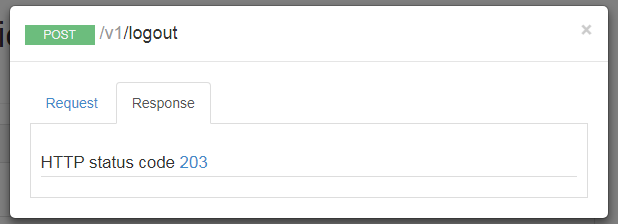 POST /v1/logout ×
Request Response
HTTP status code 203